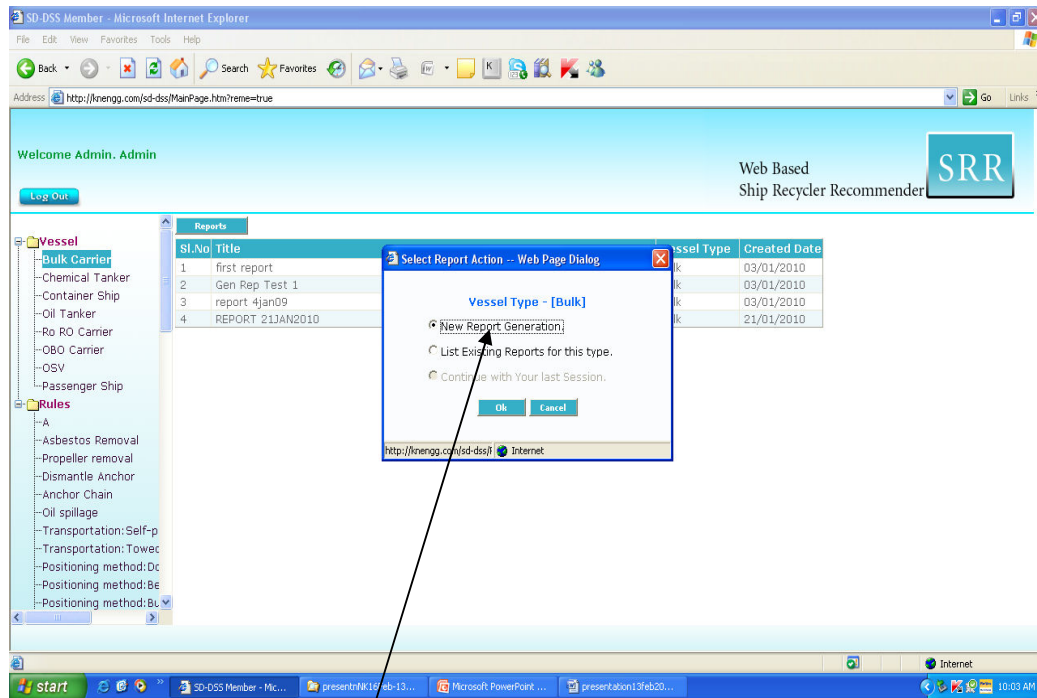 SD-DSS Member - Microsoft Internet Explorer
File Edit View Favorites Tools Help
Back Search Favorites
Address http://knengg.com/sd-dss/MainPage.htm?reme=true Go Links
Welcome Admin. Admin
Log Out
Web Based
Ship Recycler Recommender
SRR
Reports
Sl.No Title Vessel Type Created Date
1 first report 03/01/2010
2 Gen Rep Test 1 03/01/2010
3 report 4jan09 03/01/2010
4 REPORT 21JAN2010 21/01/2010
Vessel
Bulk Carrier
Chemical Tanker
Container Ship
Oil Tanker
Ro RO Carrier
OBO Carrier
OSV
Passenger Ship
Rules
A
Asbestos Removal
Propeller removal
Dismantle Anchor
Anchor Chain
Oil spillage
Transportation: Self-p
Transportation: Towed
Positioning method: Do
Positioning method: Be
Positioning method: Bu
Select Report Action -- Web Page Dialog
Vessel Type - [Bulk]
New Report Generation.
List Existing Reports for this type.
Continue with Your last Session.
Ok Cancel
http://knengg.com/sd-dss/F Internet
Internet
start SD-DSS Member - Mic... presentnNK16Feb-13... Microsoft PowerPoint ... presentation13feb20... 10:03 AM